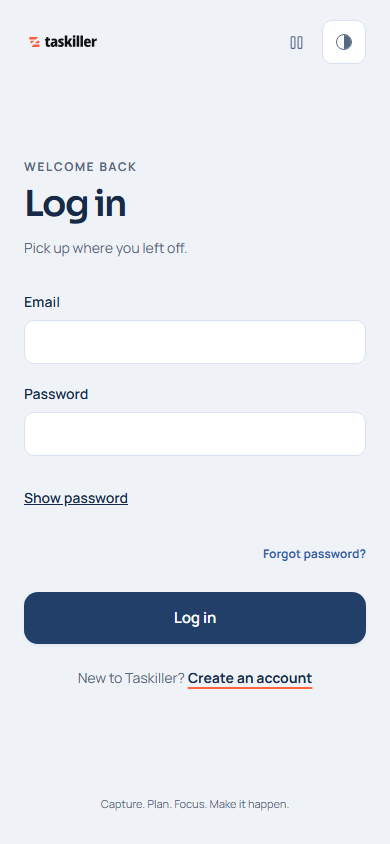 taskiller
WELCOME BACK
Log in
Pick up where you left off.
Email
Password
Show password
Forgot password?
Log in
New to Taskiller? Create an account
Capture. Plan. Focus. Make it happen.